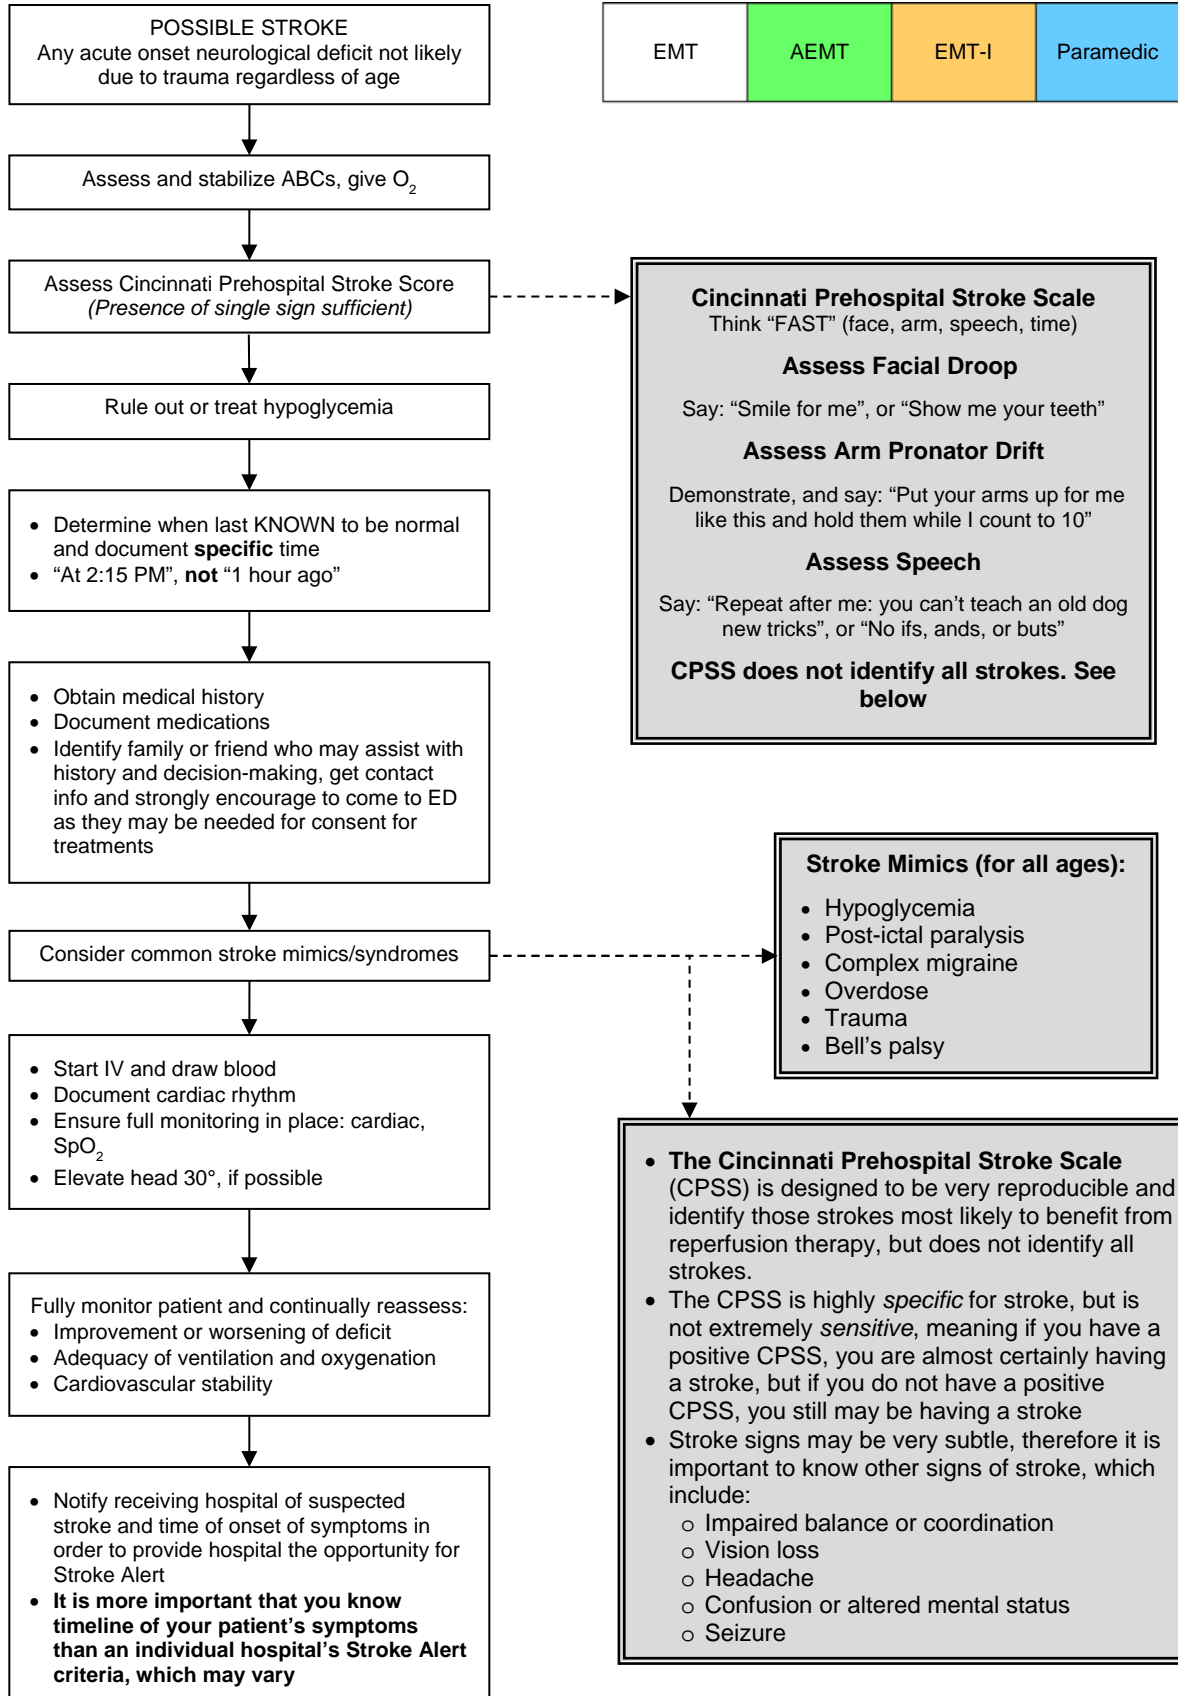 POSSIBLE STROKE
Any acute onset neurological deficit not likely
due to trauma regardless of age
EMT
AEMT
EMT-I
Paramedic
Assess and stabilize ABCs, give O2
Assess Cincinnati Prehospital Stroke Score
(Presence of single sign sufficient)
Rule out or treat hypoglycemia
• Determine when last KNOWN to be normal
and document specific time
• “At 2:15 PM”, not “1 hour ago”
• Obtain medical history
• Document medications
• Identify family or friend who may assist with
history and decision-making, get contact
info and strongly encourage to come to ED
as they may be needed for consent for
treatments
Consider common stroke mimics/syndromes
• Start IV and draw blood
• Document cardiac rhythm
• Ensure full monitoring in place: cardiac,
SpO2
• Elevate head 30°, if possible
Fully monitor patient and continually reassess:
• Improvement or worsening of deficit
• Adequacy of ventilation and oxygenation
• Cardiovascular stability
• Notify receiving hospital of suspected
stroke and time of onset of symptoms in
order to provide hospital the opportunity for
Stroke Alert
• It is more important that you know
timeline of your patient’s symptoms
than an individual hospital’s Stroke Alert
criteria, which may vary
Cincinnati Prehospital Stroke Scale
Think “FAST” (face, arm, speech, time)
Assess Facial Droop
Say: “Smile for me”, or “Show me your teeth”
Assess Arm Pronator Drift
Demonstrate, and say: “Put your arms up for me
like this and hold them while I count to 10”
Assess Speech
Say: “Repeat after me: you can’t teach an old dog
new tricks”, or “No ifs, ands, or buts”
CPSS does not identify all strokes. See
below
Stroke Mimics (for all ages):
• Hypoglycemia
• Post-ictal paralysis
• Complex migraine
• Overdose
• Trauma
• Bell’s palsy
• The Cincinnati Prehospital Stroke Scale
(CPSS) is designed to be very reproducible and
identify those strokes most likely to benefit from
reperfusion therapy, but does not identify all
strokes.
• The CPSS is highly specific for stroke, but is
not extremely sensitive, meaning if you have a
positive CPSS, you are almost certainly having
a stroke, but if you do not have a positive
CPSS, you still may be having a stroke
• Stroke signs may be very subtle, therefore it is
important to know other signs of stroke, which
include:
o Impaired balance or coordination
o Vision loss
o Headache
o Confusion or altered mental status
o Seizure